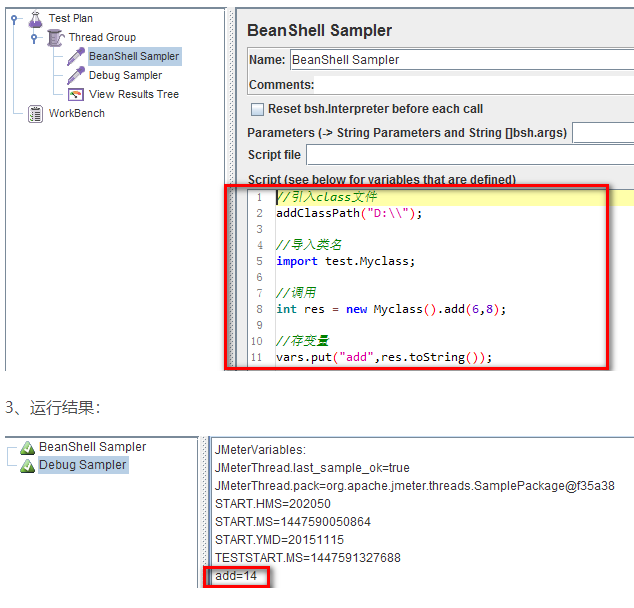 Test Plan
Thread Group
BeanShell Sampler
Debug Sampler
View Results Tree
WorkBench
BeanShell Sampler
Name: BeanShell Sampler
Comments:
Reset bsh.Interpreter before each call
Parameters (-> String Parameters and String []bsh.args)
Script file
Script (see below for variables that are defined)
1 //引入class文件
2 addClassPath("D:\\");
3
4 //导入类名
5 import test.Myclass;
6
7 //调用
8 int res = new Myclass().add(6,8);
9
10 //存变量
11 vars.put("add",res.toString());
3、运行结果：
BeanShell Sampler
Debug Sampler
JMeterVariables:
JMeterThread.last_sample_ok=true
JMeterThread.pack=org.apache.jmeter.threads.SamplePackage@f35a38
START.HMS=202050
START.MS=1447590050864
START.YMD=20151115
TESTSTART.MS=1447591327688
add=14